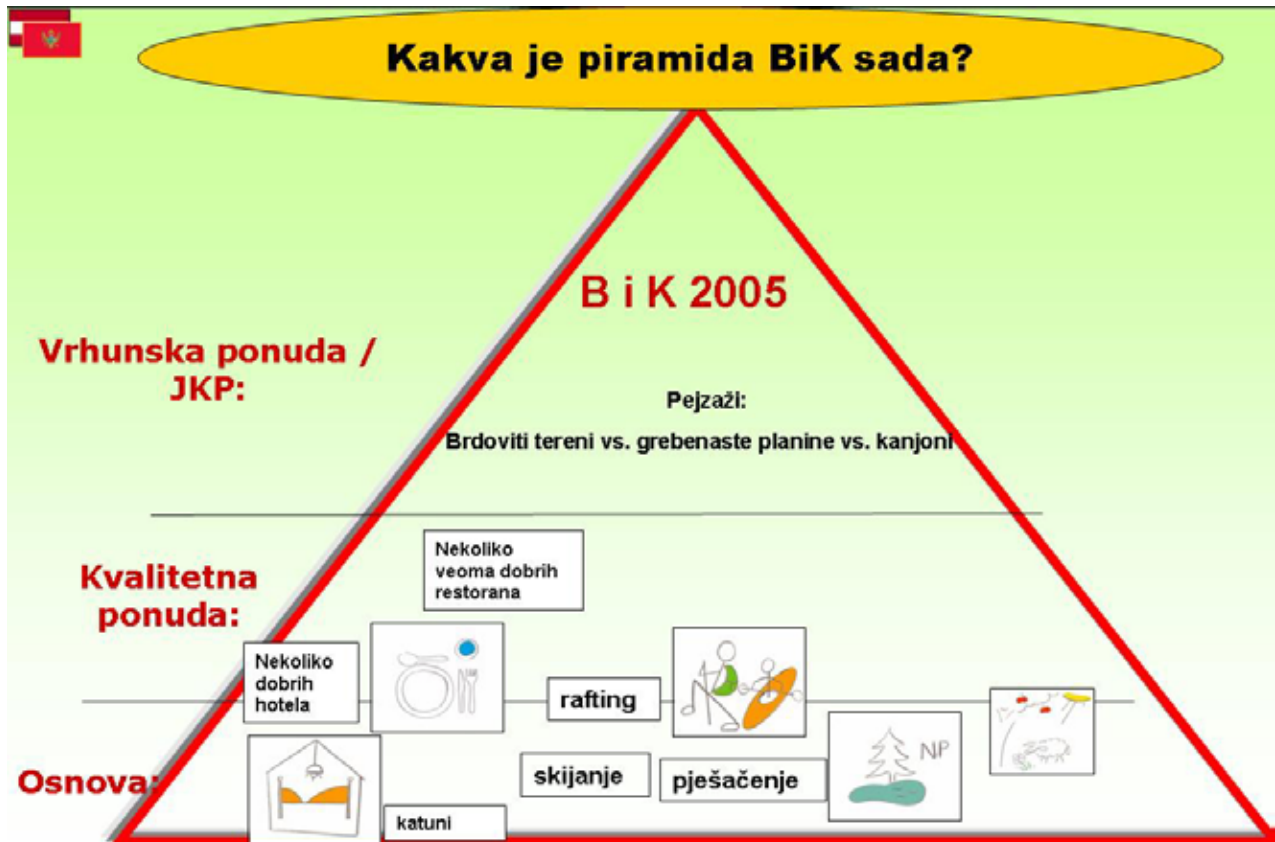 Kakva je piramida BiK sada?
B i K 2005
Vrhunska ponuda /
JKP:
Pejzaži:
Brdoviti tereni vs. grebenaste planine vs. kanjoni
Kvalitetna
ponuda:
Nekoliko
veoma dobrih
restorana
Nekoliko
dobrih
hotela
rafting
Osnova:
skijanje
pješačenje
NP
katuni